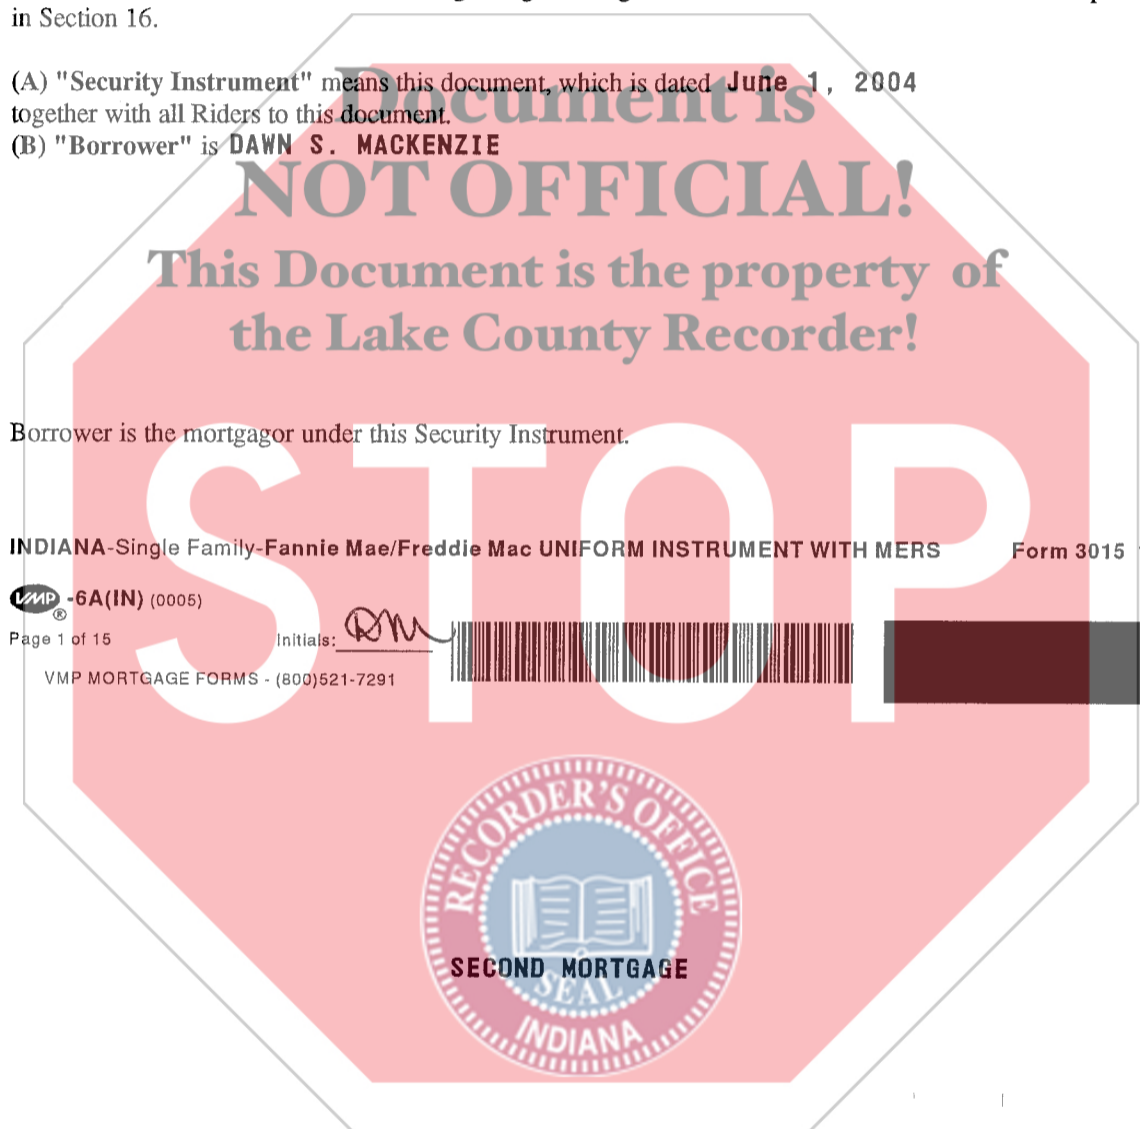 in Section 16.
(A) "Security Instrument" means this document, which is dated June 1, 2004
together with all Riders to this document.
(B) "Borrower" is DAWN S. MACKENZIE
Document is
NOT OFFICIAL!
This Document is the property of
the Lake County Recorder!
Borrower is the mortgagor under this Security Instrument.
STOP
INDIANA-Single Family-Fannie Mae/Freddie Mac UNIFORM INSTRUMENT WITH MERS Form 3015
VMP® -6A(IN) (0005)
Page 1 of 15 Initials: DM
VMP MORTGAGE FORMS - (800)521-7291
RECORDER'S OFFICE
SECOND MORTGAGE
SEAL
INDIANA